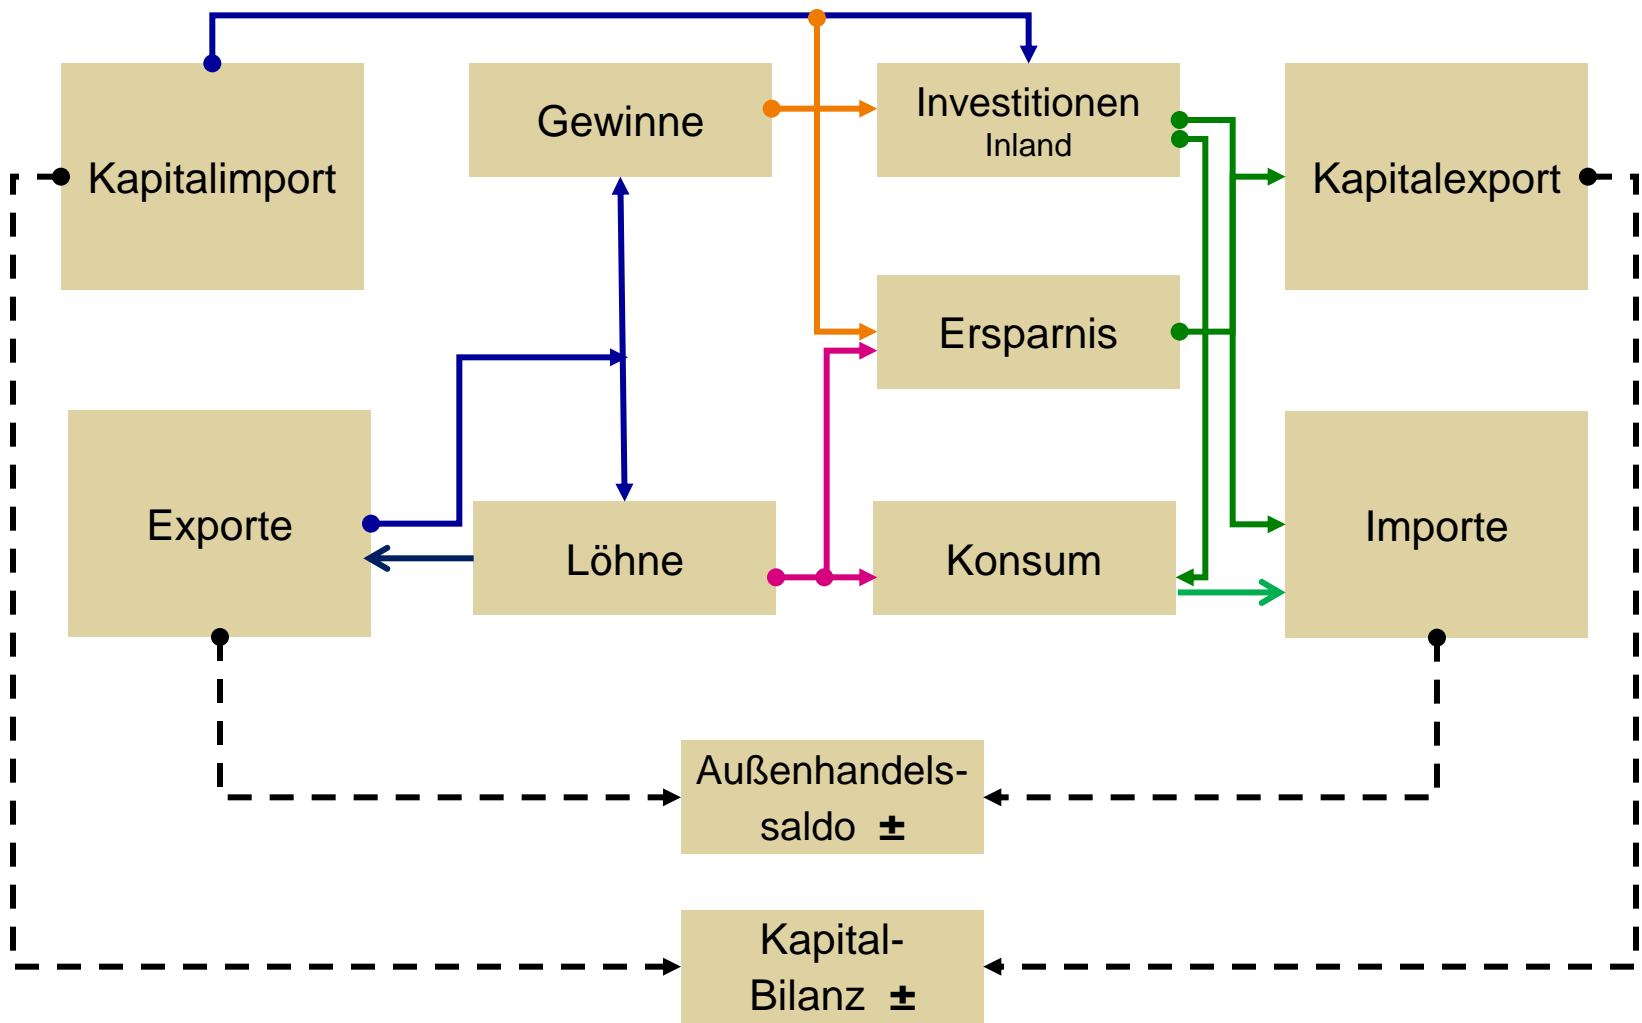 Kapitalimport
Gewinne
Investitionen
Inland
Kapitalexport
Ersparnis
Exporte
Löhne
Konsum
Importe
Außenhandels-
saldo ±
Kapital-
Bilanz ±